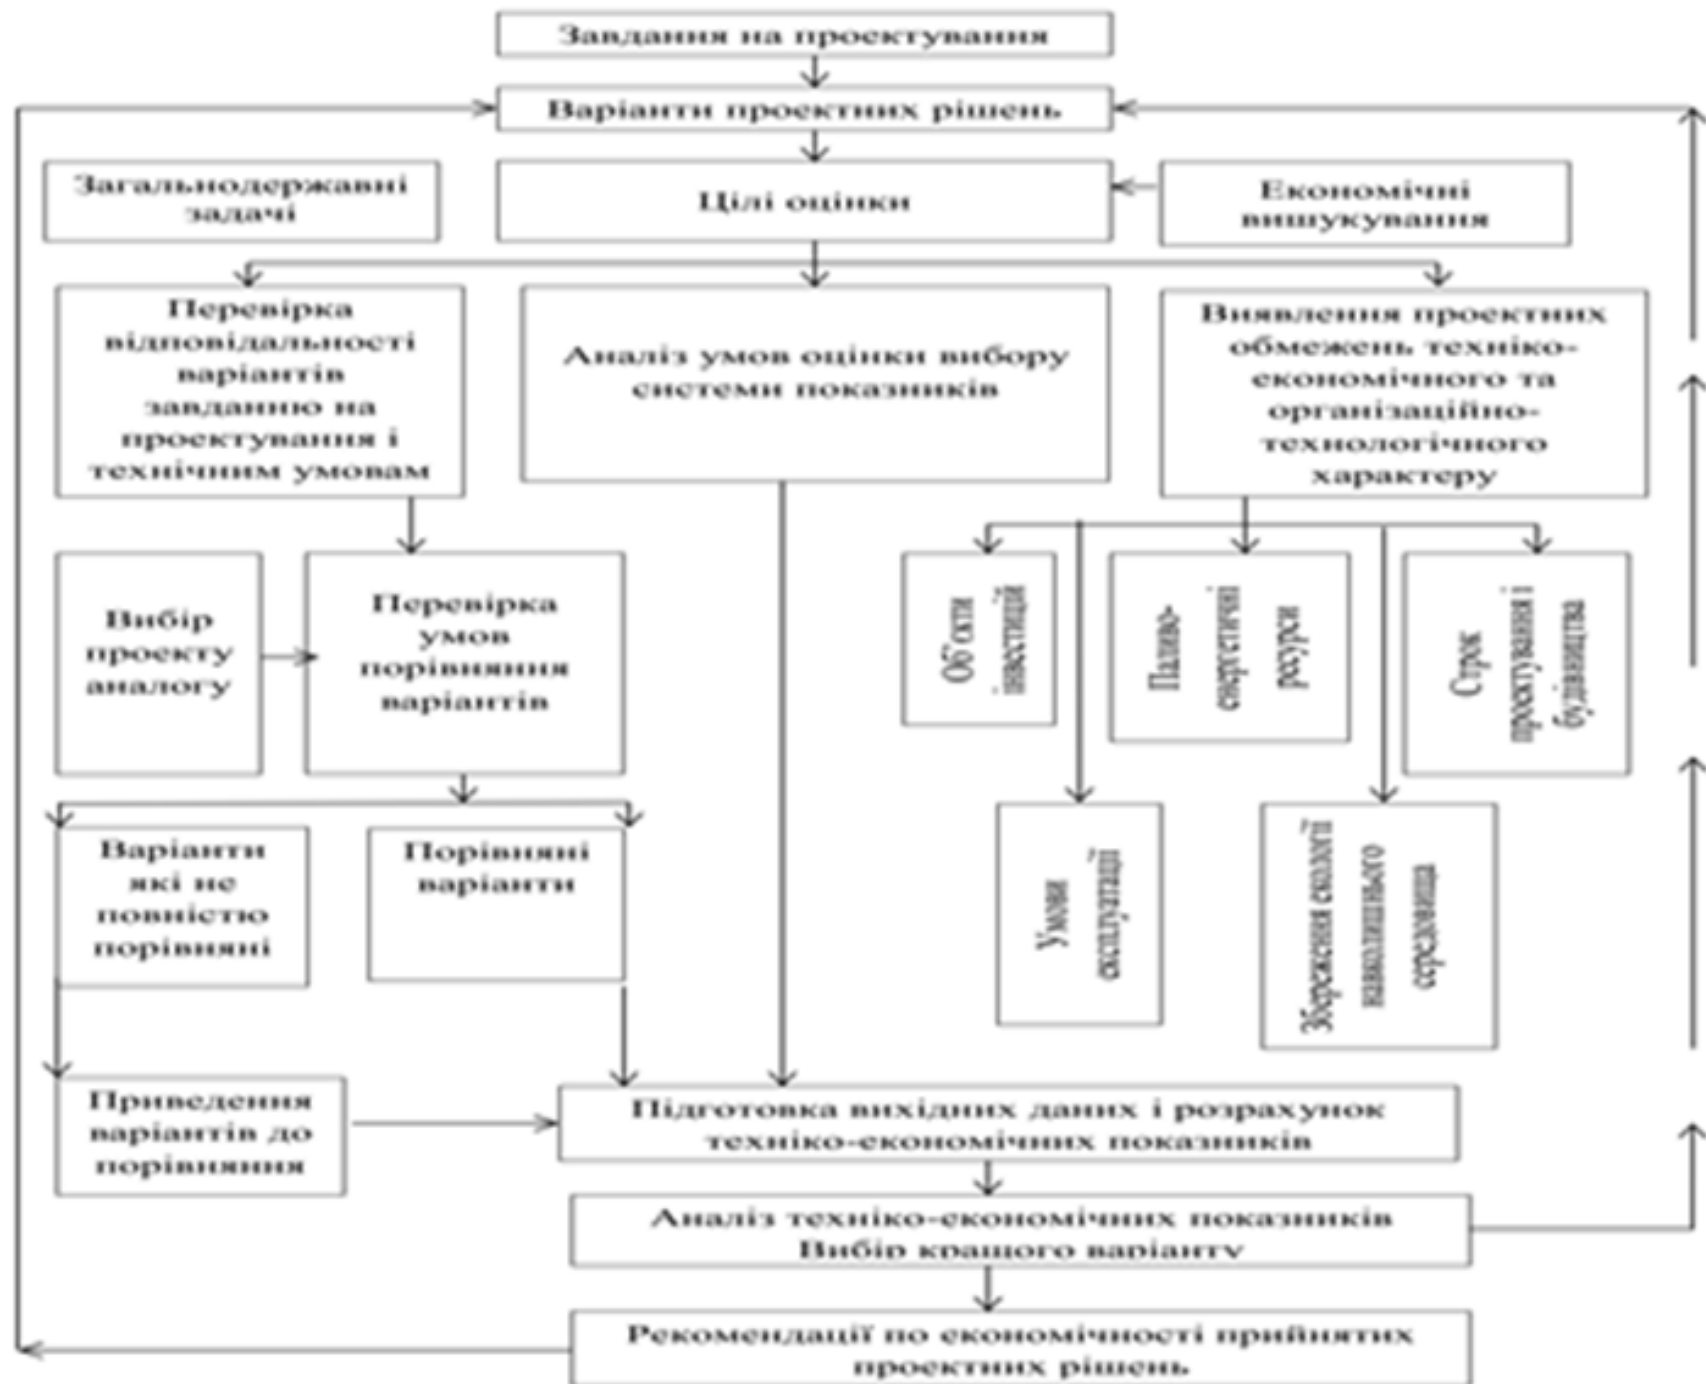 Завдання на проектування
Варіанти проектних рішень
Загальнодержавні
задачі
Цілі оцінки
Економічні
вишукування
Перевірка
відповідальності
варіантів
завданню на
проектування і
технічним умовам
Аналіз умов оцінки вибору
системи показників
Виявлення проектних
обмежень техніко-
економічного та
організаційно-
технологічного
характеру
Вибір
проекту
аналогу
Перевірка
умов
порівняння
варіантів
Об'єкти
інвестицій
Паливо-
енергетичні
ресурси
Строк
проектування і
будівництва
Варіанти
які не
повністю
порівняні
Порівняні
варіанти
Умови
експлуатації
Збереження екології
навколишнього
середовища
Приведення
варіантів до
порівняння
Підготовка вихідних даних і розрахунок
техніко-економічних показників
Аналіз техніко-економічних показників
Вибір кращого варіанту
Рекомендації по економічності прийнятих
проектних рішень